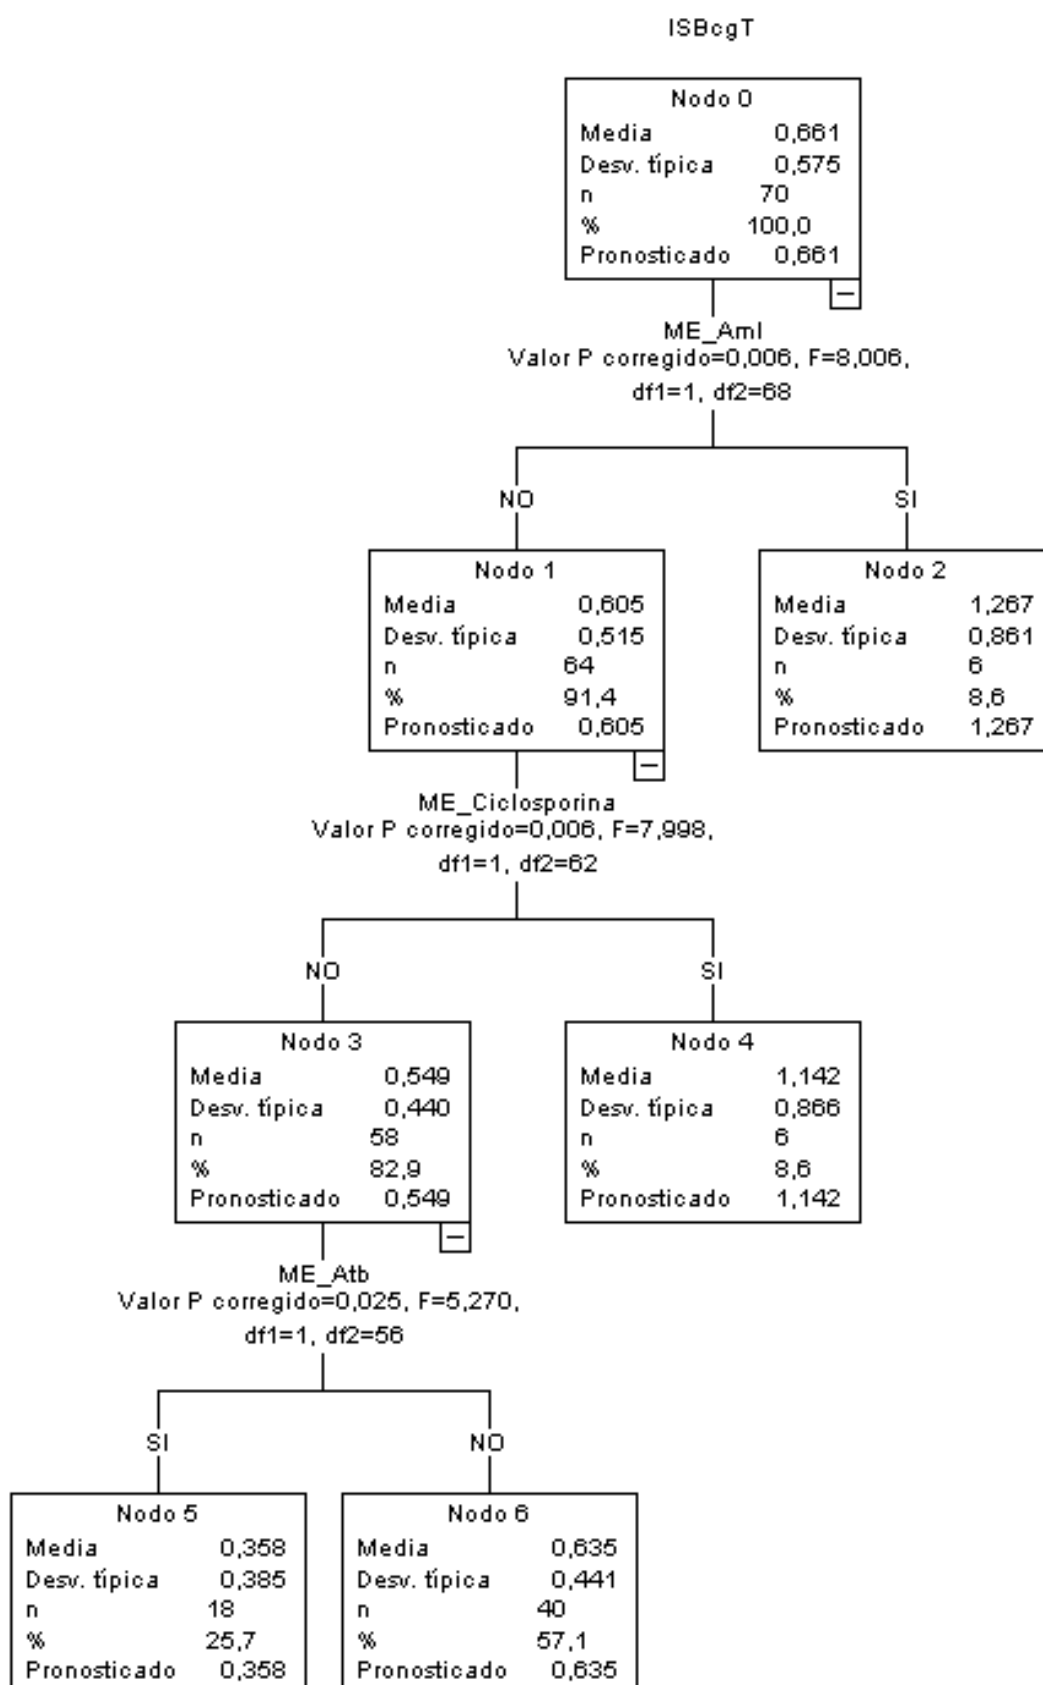 ISBcgT
Nodo 0
Media 0,661
Desv. típica 0,575
n 70
% 100,0
Pronosticado 0,661
ME_Aml
Valor P corregido=0,006, F=8,006,
df1=1, df2=68
NO
SI
Nodo 1
Media 0,605
Desv. típica 0,515
n 64
% 91,4
Pronosticado 0,605
Nodo 2
Media 1,267
Desv. típica 0,861
n 6
% 8,6
Pronosticado 1,267
ME_Ciclosporina
Valor P corregido=0,006, F=7,998,
df1=1, df2=62
NO
SI
Nodo 3
Media 0,549
Desv. típica 0,440
n 58
% 82,9
Pronosticado 0,549
Nodo 4
Media 1,142
Desv. típica 0,866
n 6
% 8,6
Pronosticado 1,142
ME_Atb
Valor P corregido=0,025, F=5,270,
df1=1, df2=56
SI
NO
Nodo 5
Media 0,358
Desv. típica 0,385
n 18
% 25,7
Pronosticado 0,358
Nodo 6
Media 0,635
Desv. típica 0,441
n 40
% 57,1
Pronosticado 0,635